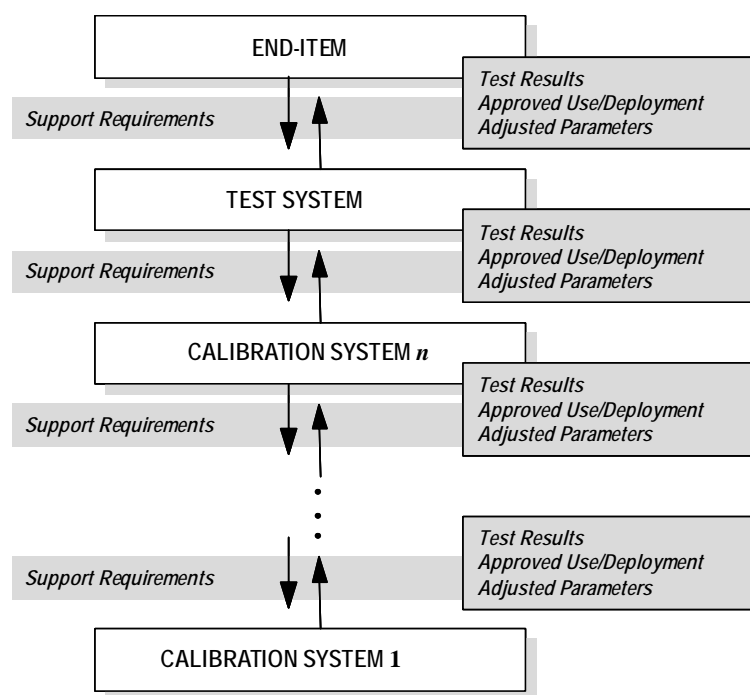 END-ITEM
Test Results
Approved Use/Deployment
Adjusted Parameters
Support Requirements
TEST SYSTEM
Test Results
Approved Use/Deployment
Adjusted Parameters
Support Requirements
CALIBRATION SYSTEM n
Test Results
Approved Use/Deployment
Adjusted Parameters
Support Requirements
Test Results
Approved Use/Deployment
Adjusted Parameters
Support Requirements
CALIBRATION SYSTEM 1